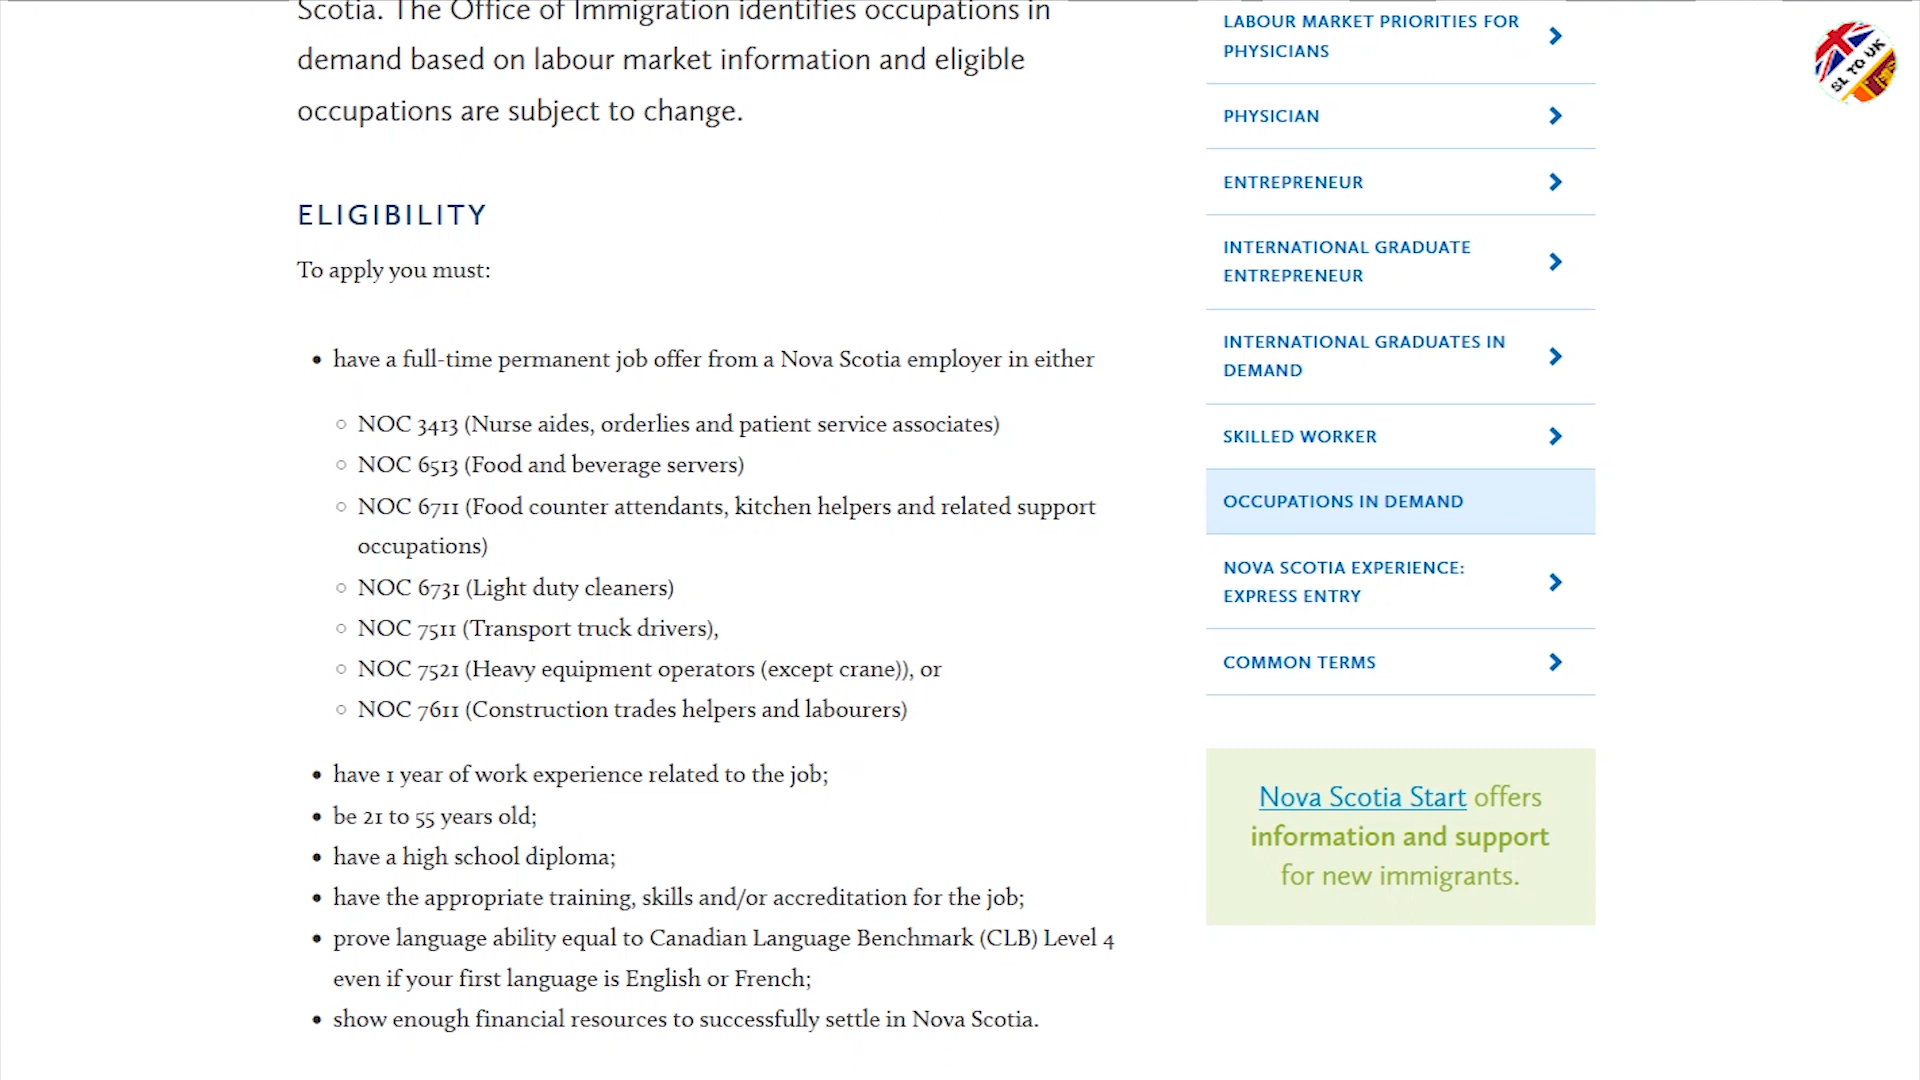 Scotia. The Office of Immigration identifies occupations in
demand based on labour market information and eligible
occupations are subject to change.
ELIGIBILITY
To apply you must:
• have a full-time permanent job offer from a Nova Scotia employer in either
○ NOC 3413 (Nurse aides, orderlies and patient service associates)
○ NOC 6513 (Food and beverage servers)
○ NOC 6711 (Food counter attendants, kitchen helpers and related support
occupations)
○ NOC 6731 (Light duty cleaners)
○ NOC 7511 (Transport truck drivers),
○ NOC 7521 (Heavy equipment operators (except crane)), or
○ NOC 7611 (Construction trades helpers and labourers)
• have 1 year of work experience related to the job;
• be 21 to 55 years old;
• have a high school diploma;
• have the appropriate training, skills and/or accreditation for the job;
• prove language ability equal to Canadian Language Benchmark (CLB) Level 4
even if your first language is English or French;
• show enough financial resources to successfully settle in Nova Scotia.
LABOUR MARKET PRIORITIES FOR
PHYSICIANS
PHYSICIAN
ENTREPRENEUR
INTERNATIONAL GRADUATE
ENTREPRENEUR
INTERNATIONAL GRADUATES IN
DEMAND
SKILLED WORKER
OCCUPATIONS IN DEMAND
NOVA SCOTIA EXPERIENCE:
EXPRESS ENTRY
COMMON TERMS
Nova Scotia Start offers
information and support
for new immigrants.
SL TO UK